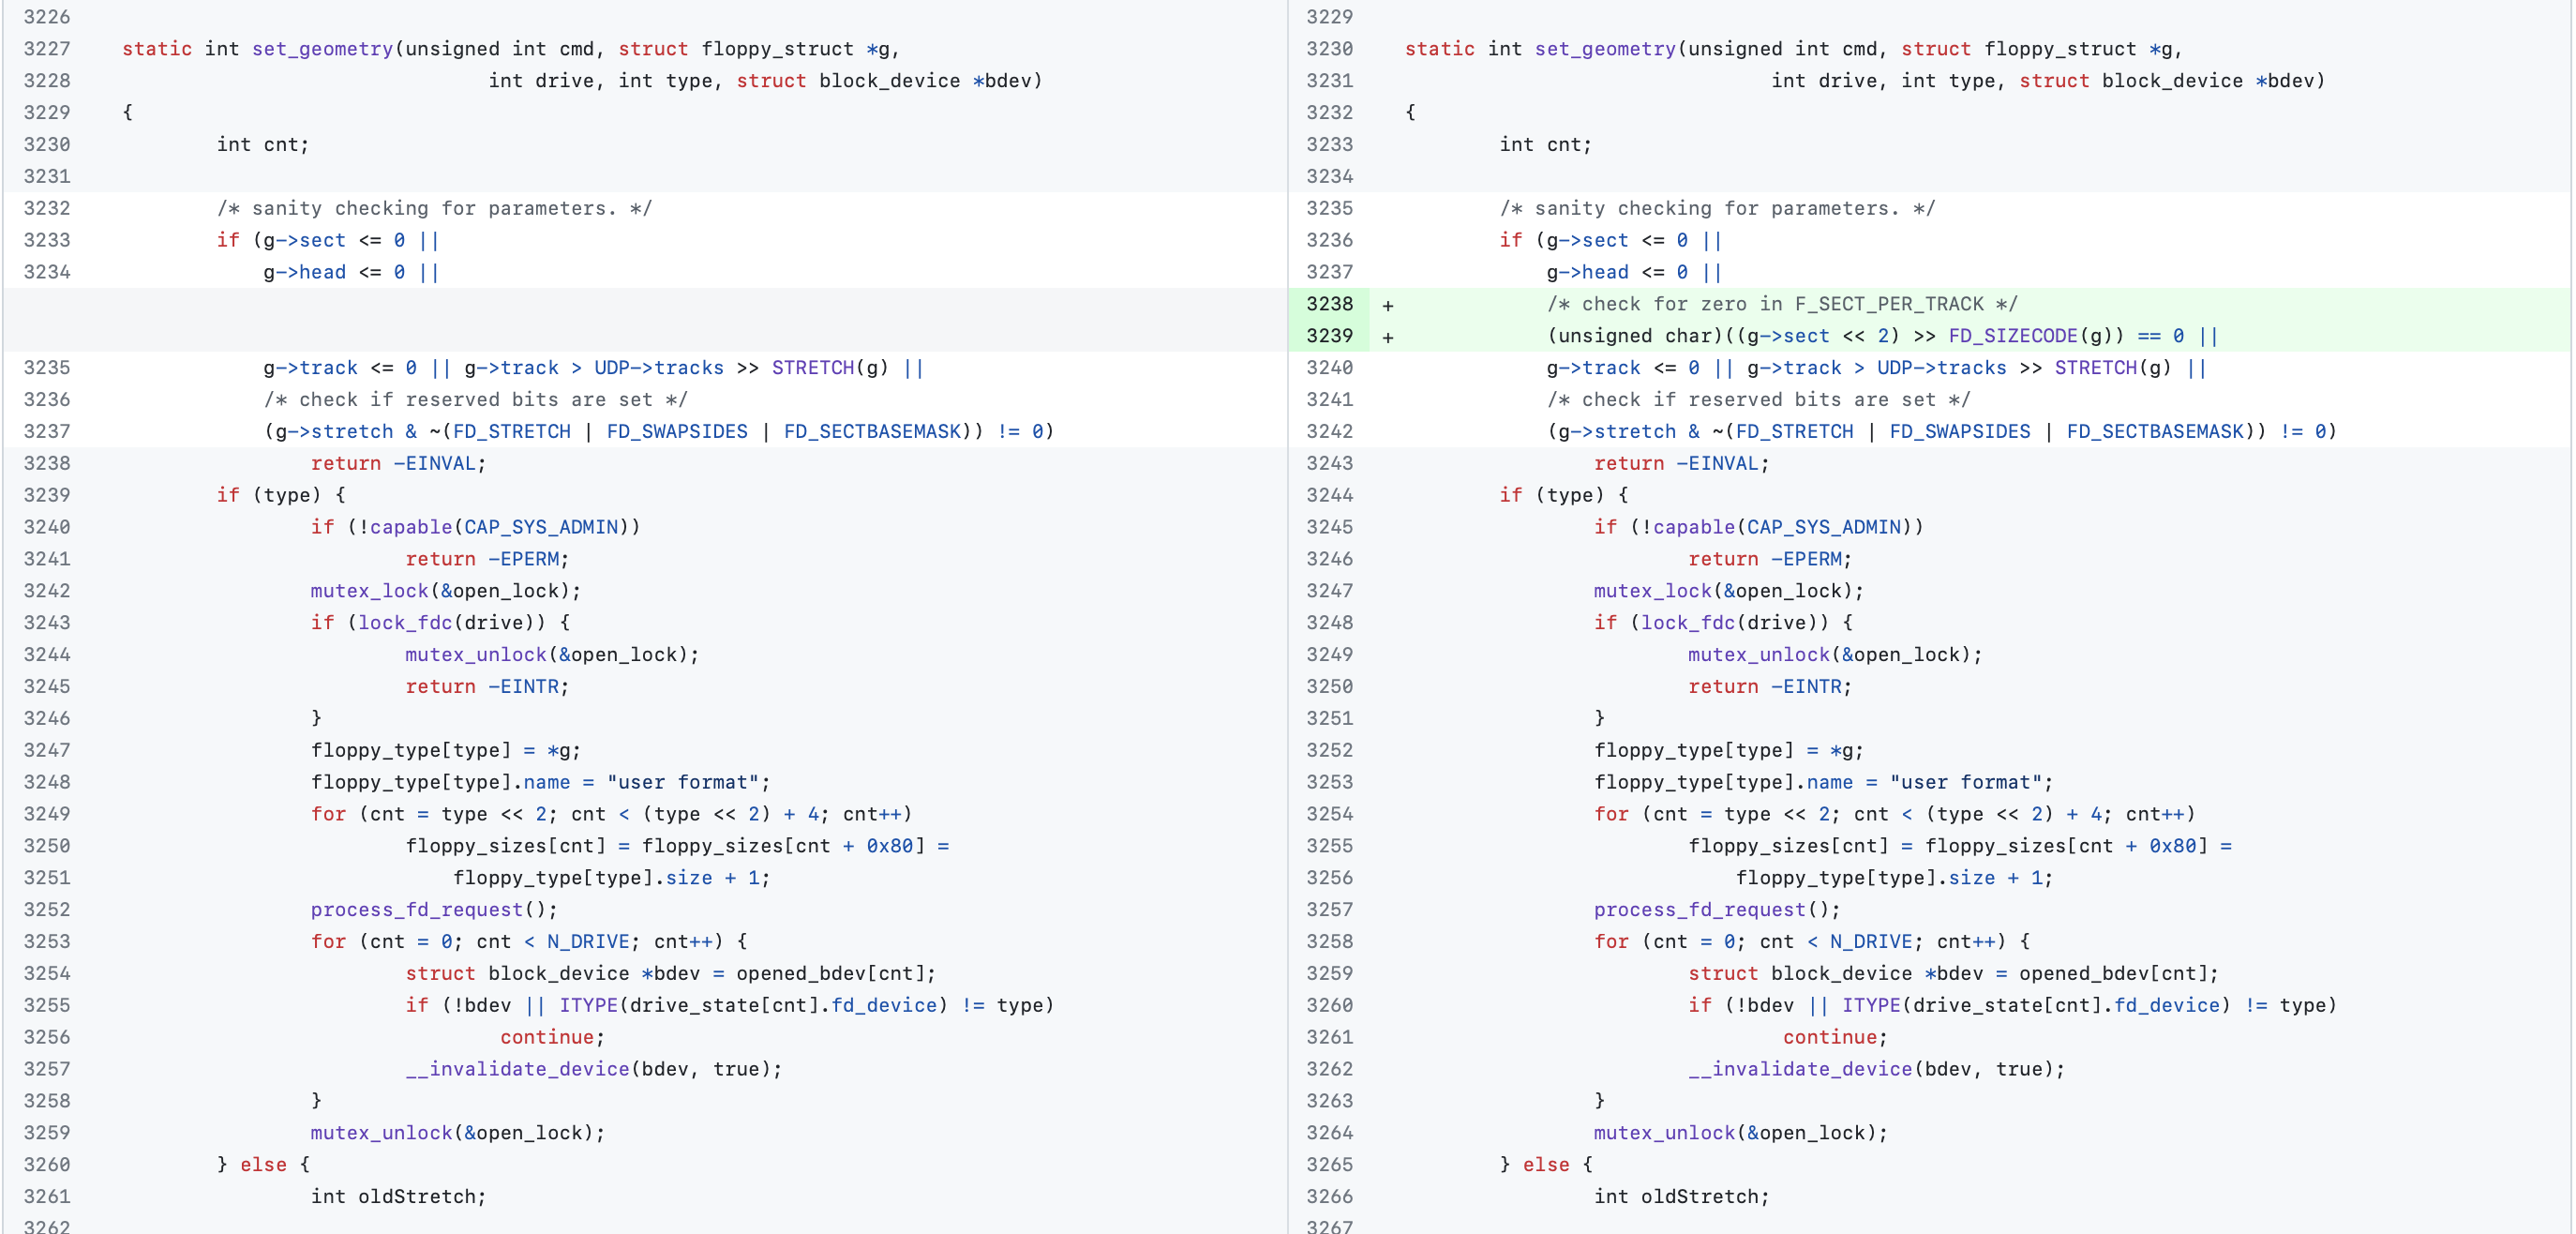 3226
3227 static int set_geometry(unsigned int cmd, struct floppy_struct *g,
3228 int drive, int type, struct block_device *bdev)
3229 {
3230 int cnt;
3231
3232 /* sanity checking for parameters. */
3233 if (g->sect <= 0 ||
3234 g->head <= 0 ||
3235 g->track <= 0 || g->track > UDP->tracks >> STRETCH(g) ||
3236 /* check if reserved bits are set */
3237 (g->stretch & ~(FD_STRETCH | FD_SWAPSIDES | FD_SECTBASEMASK)) != 0)
3238 return -EINVAL;
3239 if (type) {
3240 if (!capable(CAP_SYS_ADMIN))
3241 return -EPERM;
3242 mutex_lock(&open_lock);
3243 if (lock_fdc(drive)) {
3244 mutex_unlock(&open_lock);
3245 return -EINTR;
3246 }
3247 floppy_type[type] = *g;
3248 floppy_type[type].name = "user format";
3249 for (cnt = type << 2; cnt < (type << 2) + 4; cnt++)
3250 floppy_sizes[cnt] = floppy_sizes[cnt + 0x80] =
3251 floppy_type[type].size + 1;
3252 process_fd_request();
3253 for (cnt = 0; cnt < N_DRIVE; cnt++) {
3254 struct block_device *bdev = opened_bdev[cnt];
3255 if (!bdev || ITYPE(drive_state[cnt].fd_device) != type)
3256 continue;
3257 __invalidate_device(bdev, true);
3258 }
3259 mutex_unlock(&open_lock);
3260 } else {
3261 int oldStretch;
3262
3229
3230 static int set_geometry(unsigned int cmd, struct floppy_struct *g,
3231 int drive, int type, struct block_device *bdev)
3232 {
3233 int cnt;
3234
3235 /* sanity checking for parameters. */
3236 if (g->sect <= 0 ||
3237 g->head <= 0 ||
3238 + /* check for zero in F_SECT_PER_TRACK */
3239 + (unsigned char)((g->sect << 2) >> FD_SIZECODE(g)) == 0 ||
3240 g->track <= 0 || g->track > UDP->tracks >> STRETCH(g) ||
3241 /* check if reserved bits are set */
3242 (g->stretch & ~(FD_STRETCH | FD_SWAPSIDES | FD_SECTBASEMASK)) != 0)
3243 return -EINVAL;
3244 if (type) {
3245 if (!capable(CAP_SYS_ADMIN))
3246 return -EPERM;
3247 mutex_lock(&open_lock);
3248 if (lock_fdc(drive)) {
3249 mutex_unlock(&open_lock);
3250 return -EINTR;
3251 }
3252 floppy_type[type] = *g;
3253 floppy_type[type].name = "user format";
3254 for (cnt = type << 2; cnt < (type << 2) + 4; cnt++)
3255 floppy_sizes[cnt] = floppy_sizes[cnt + 0x80] =
3256 floppy_type[type].size + 1;
3257 process_fd_request();
3258 for (cnt = 0; cnt < N_DRIVE; cnt++) {
3259 struct block_device *bdev = opened_bdev[cnt];
3260 if (!bdev || ITYPE(drive_state[cnt].fd_device) != type)
3261 continue;
3262 __invalidate_device(bdev, true);
3263 }
3264 mutex_unlock(&open_lock);
3265 } else {
3266 int oldStretch;
3267